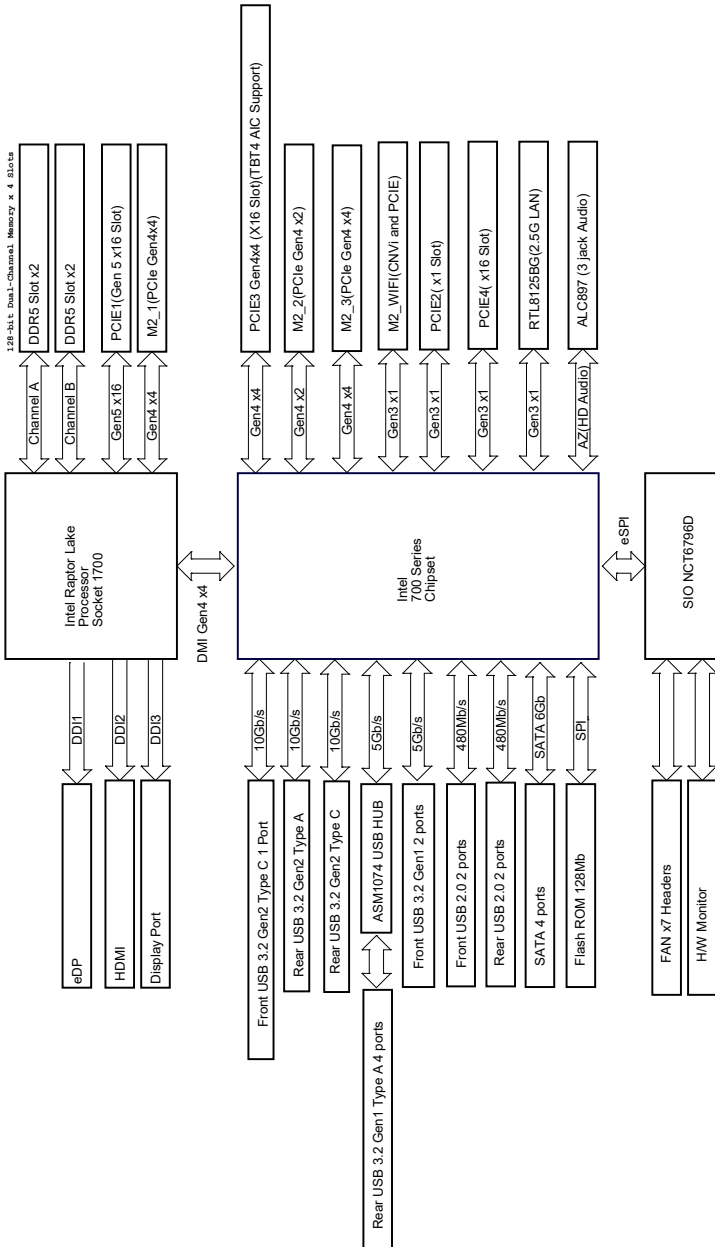 128-bit Dual-Channel Memory x 4 Slots
DDR5 Slot x2
DDR5 Slot x2
PCIE1(Gen 5 x16 Slot)
M2_1(PCIe Gen4x4)
Channel A
Channel B
Gen5 x16
Gen4 x4
Intel Raptor Lake
Processor
Socket 1700
DDI1
DDI2
DDI3
eDP
HDMI
Display Port
DMI Gen4 x4
PCIE3 Gen4x4 (X16 Slot)(TBT4 AIC Support)
M2_2(PCIe Gen4 x2)
M2_3(PCIe Gen4 x4)
M2_WIFI(CNVi and PCIE)
PCIE2( x1 Slot)
PCIE4( x16 Slot)
RTL8125BG(2.5G LAN)
ALC897 (3 jack Audio)
Gen4 x4
Gen4 x2
Gen4 x4
Gen3 x1
Gen3 x1
Gen3 x1
Gen3 x1
AZ(HD Audio)
Intel
700 Series
Chipset
10Gb/s
10Gb/s
10Gb/s
5Gb/s
5Gb/s
480Mb/s
480Mb/s
SATA 6Gb
SPI
Front USB 3.2 Gen2 Type C 1 Port
Rear USB 3.2 Gen2 Type A
Rear USB 3.2 Gen2 Type C
ASM1074 USB HUB
Front USB 3.2 Gen1 2 ports
Front USB 2.0 2 ports
Rear USB 2.0 2 ports
SATA 4 ports
Flash ROM 128Mb
Rear USB 3.2 Gen1 Type A 4 ports
eSPI
SIO NCT6796D
FAN x7 Headers
H/W Monitor